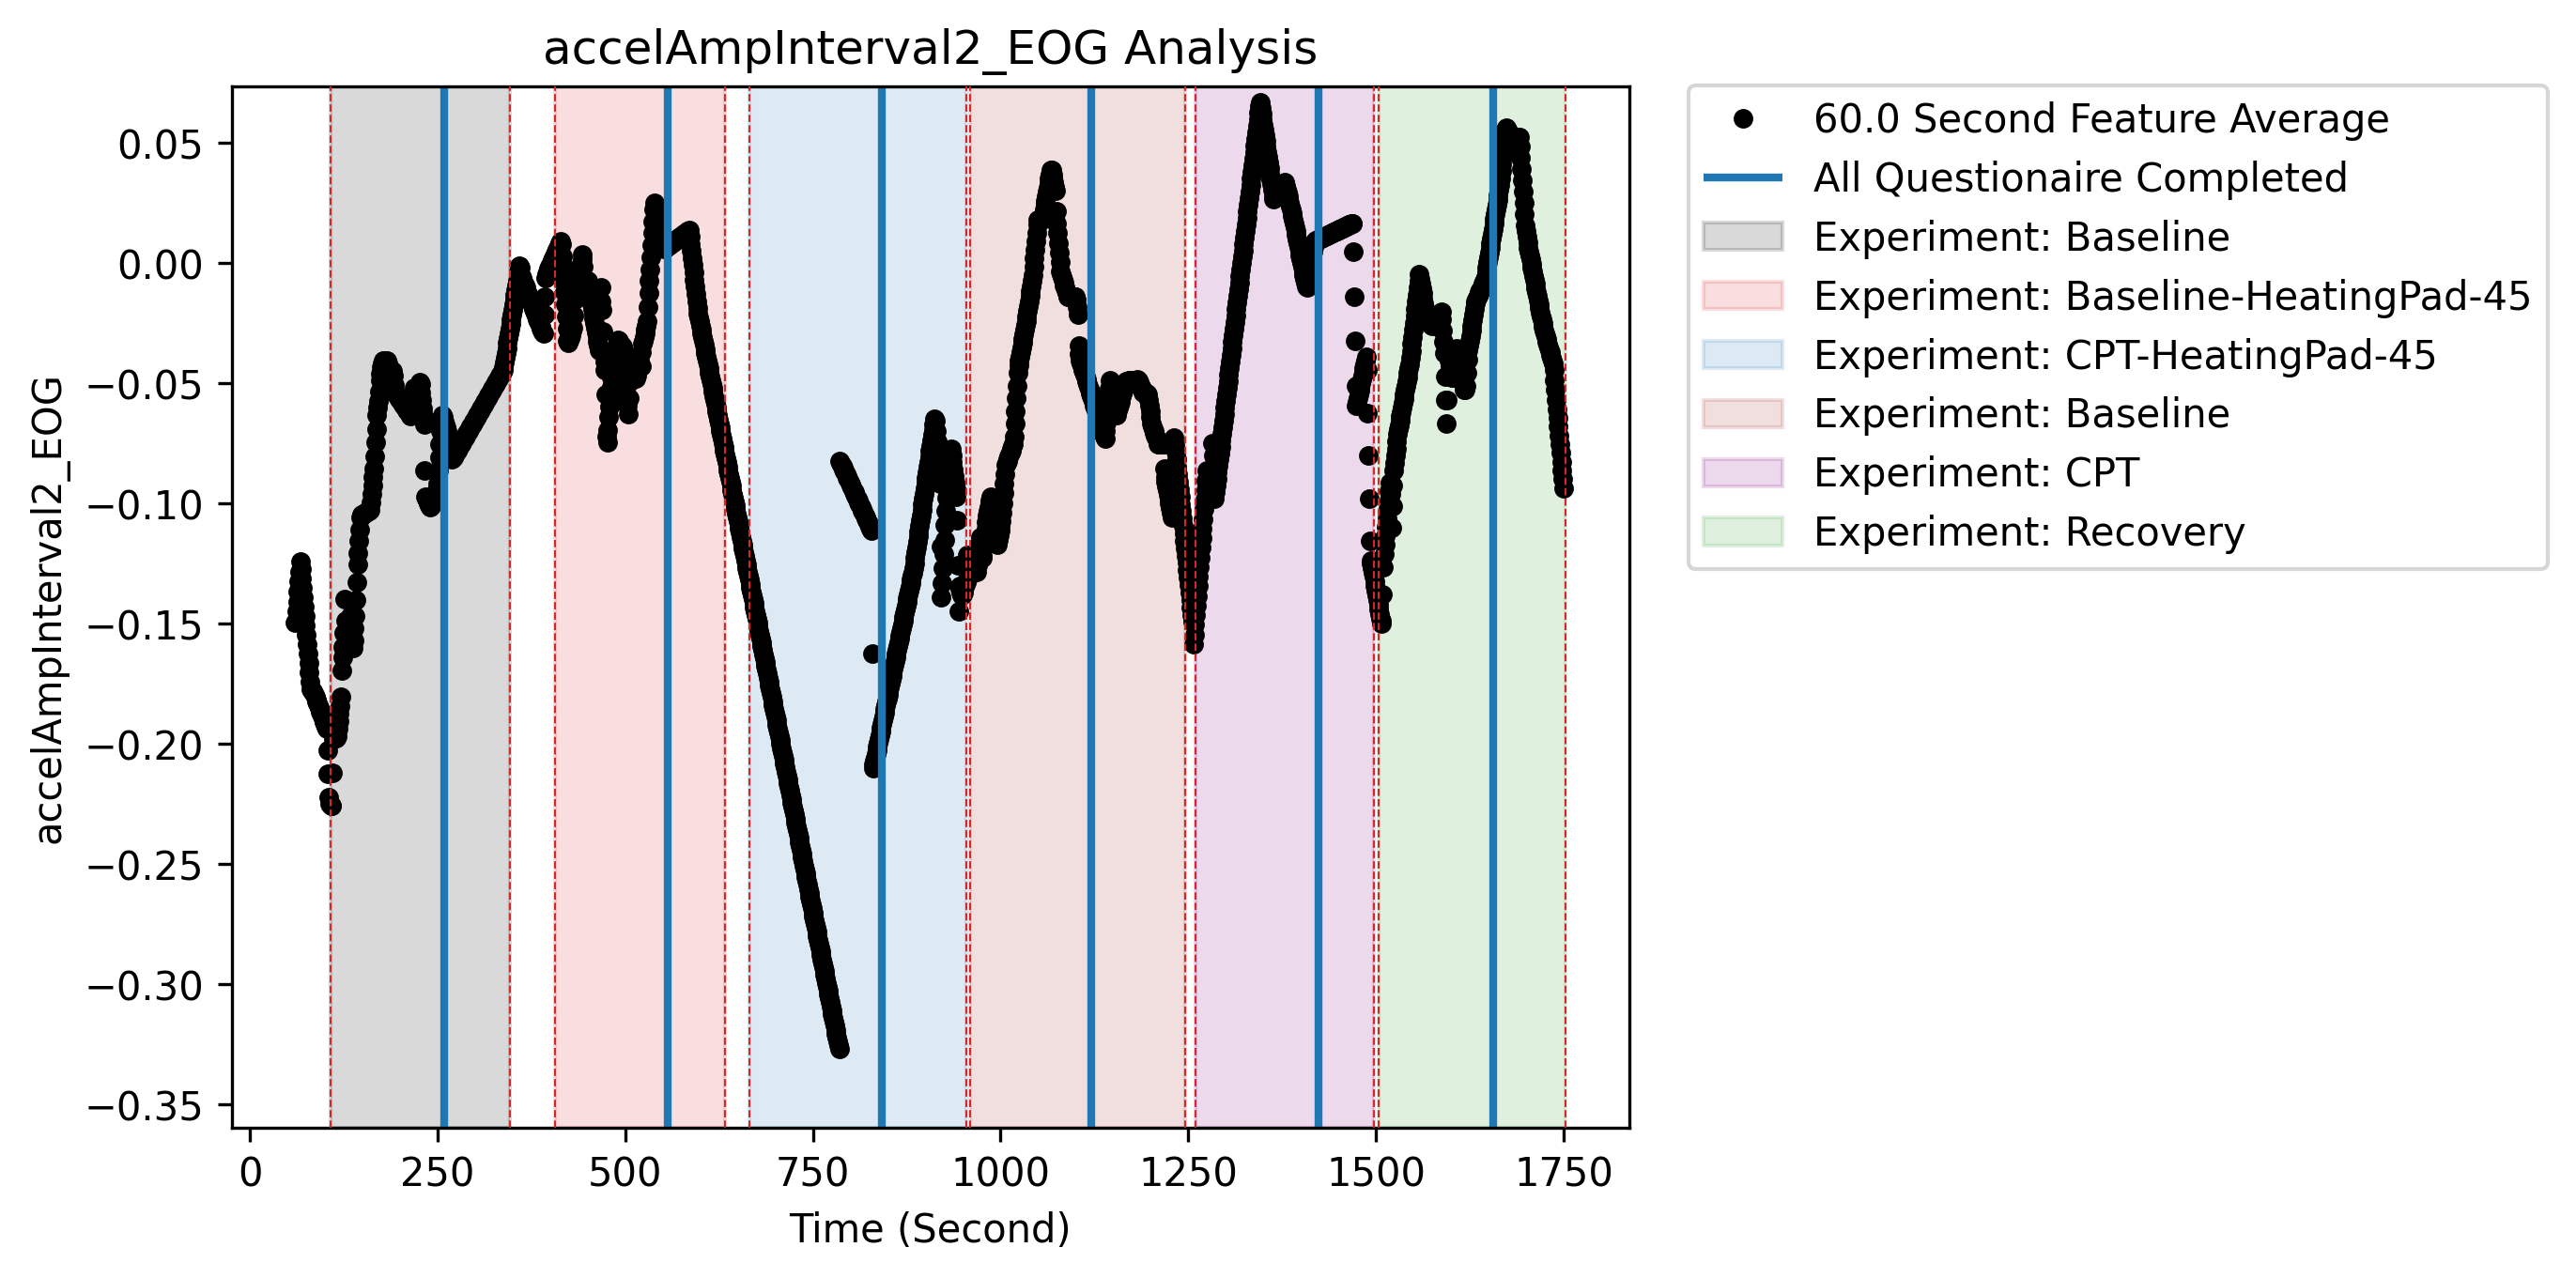 accelAmpInterval2_EOG Analysis
accelAmpInterval2_EOG
0.05
0.00
−0.05
−0.10
−0.15
−0.20
−0.25
−0.30
−0.35
0 250 500 750 1000 1250 1500 1750
Time (Second)
60.0 Second Feature Average
All Questionaire Completed
Experiment: Baseline
Experiment: Baseline-HeatingPad-45
Experiment: CPT-HeatingPad-45
Experiment: Baseline
Experiment: CPT
Experiment: Recovery